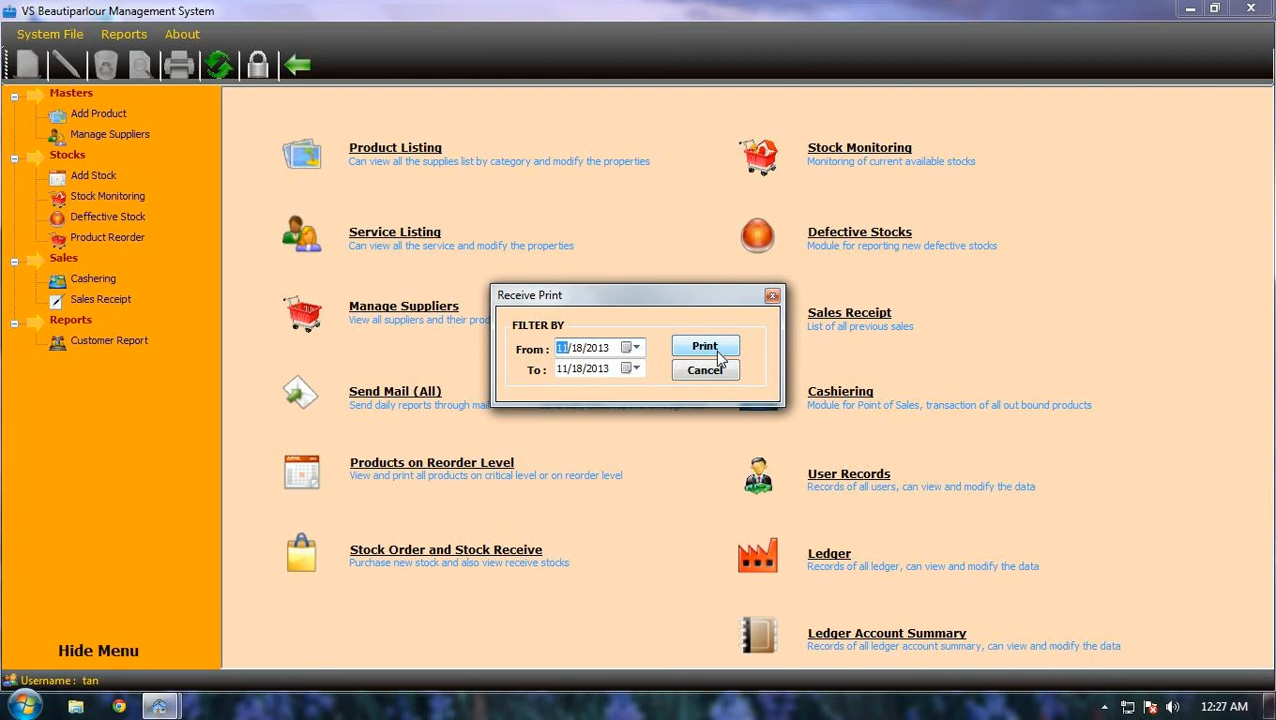 VS Beautiparlour Management System
System File Reports About
Masters
Add Product
Manage Suppliers
Stocks
Add Stock
Stock Monitoring
Deffective Stock
Product Reorder
Sales
Cashering
Sales Receipt
Reports
Customer Report
Hide Menu
Product Listing
Can view all the supplies list by category and modify the properties
Service Listing
Can view all the service and modify the properties
Manage Suppliers
View all suppliers and their prod
Send Mail (All)
Send daily reports through mail
Products on Reorder Level
View and print all products on critical level or on reorder level
Stock Order and Stock Receive
Purchase new stock and also view receive stocks
Stock Monitoring
Monitoring of current available stocks
Defective Stocks
Module for reporting new defective stocks
Sales Receipt
List of all previous sales
Cashiering
Module for Point of Sales, transaction of all out bound products
User Records
Records of all users, can view and modify the data
Ledger
Records of all ledger, can view and modify the data
Ledger Account Summary
Records of all ledger account summary, can view and modify the data
Receive Print
FILTER BY
From : 11/18/2013 Print
To : 11/18/2013 Cancel
Username : tan
12:27 AM